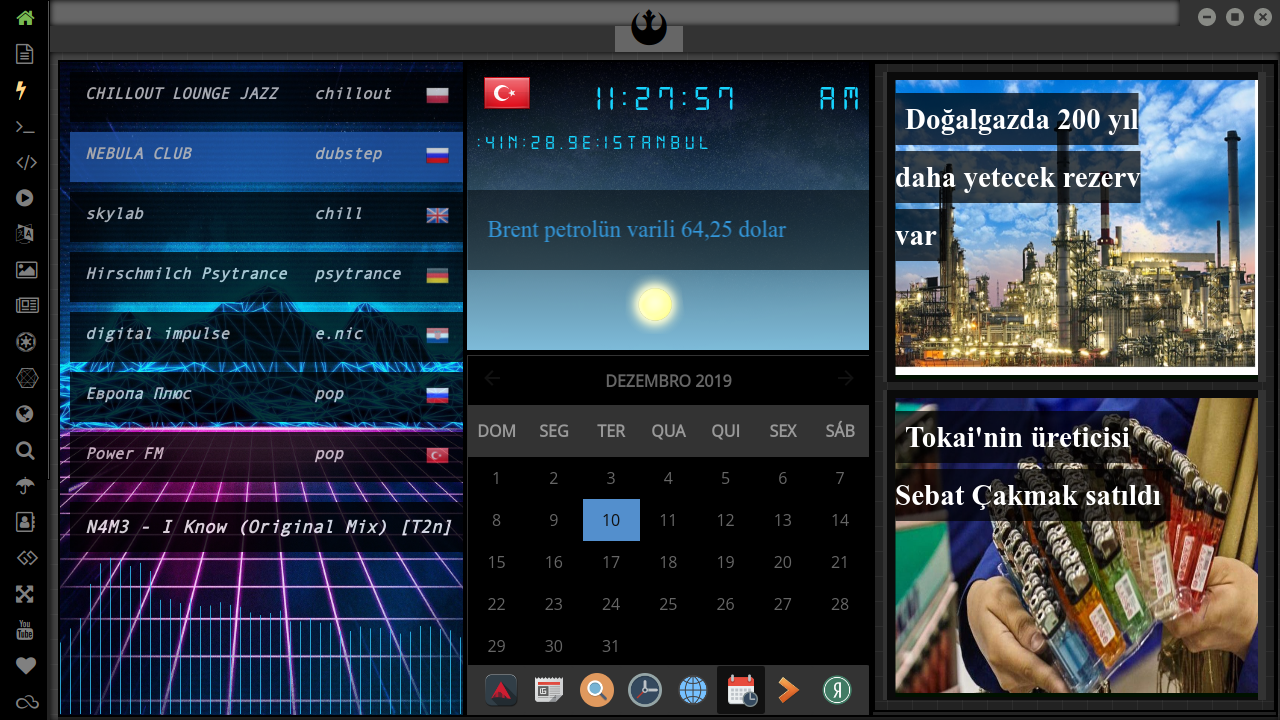 CHILLOUT LOUNGE JAZZ chillout
NEBULA CLUB dubstep
skylab chill
Hirschmilch Psytrance psytrance
digital impulse e.nic
Европа Плюс pop
Power FM pop
N4M3 - I Know (Original Mix) [T2n]
11:27:57 AM
:41N:28.9E:ISTANBUL
Brent petrolün varili 64,25 dolar
DEZEMBRO 2019
DOM SEG TER QUA QUI SEX SÁB
1 2 3 4 5 6 7
8 9 10 11 12 13 14
15 16 17 18 19 20 21
22 23 24 25 26 27 28
29 30 31
Я
Doğalgazda 200 yıl
daha yetecek rezerv
var
Tokai'nin üreticisi
Sebat Çakmak satıldı
You
Tube